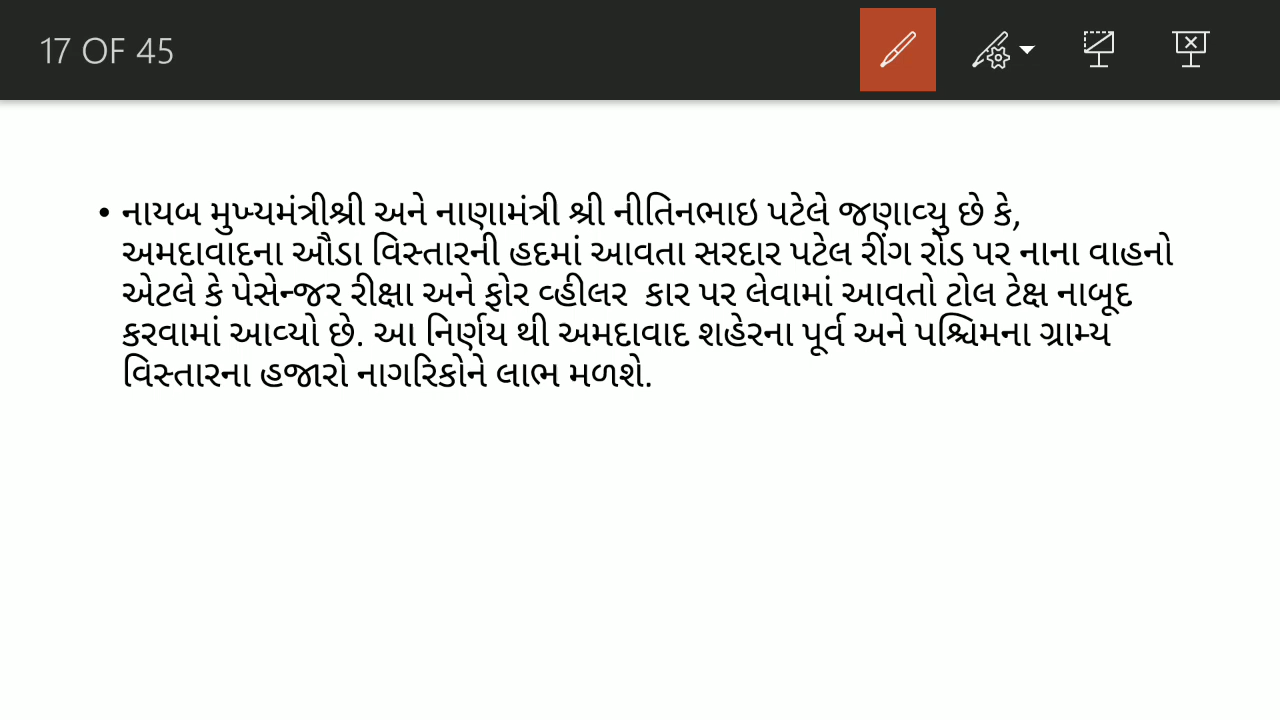 17 OF 45
• નાયબ મુખ્યમંત્રીશ્રી અને નાણામંત્રી શ્રી નીતિનભાઇ પટેલે જણાવ્યુ છે કે,
અમદાવાદના ઔડા વિસ્તારની હદમાં આવતા સરદાર પટેલ રીંગ રોડ પર નાના વાહનો
એટલે કે પેસેન્જર રીક્ષા અને ફોર વ્હીલર કાર પર લેવામાં આવતો ટોલ ટેક્ષ નાબૂદ
કરવામાં આવ્યો છે. આ નિર્ણય થી અમદાવાદ શહેરના પૂર્વ અને પશ્ચિમના ગ્રામ્ય
વિસ્તારના હજારો નાગરિકોને લાભ મળશે.